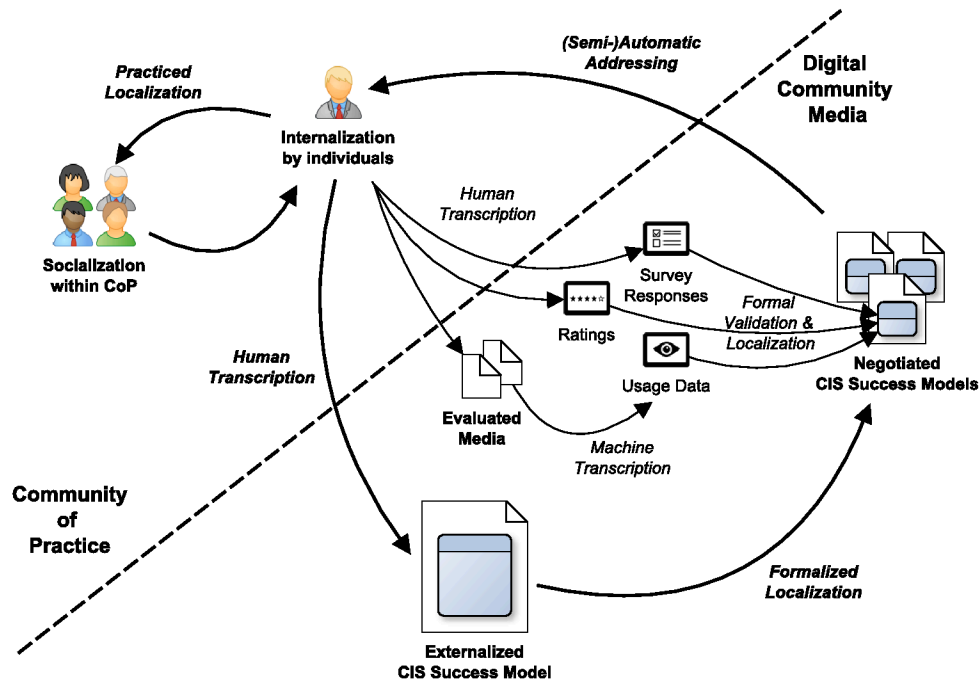 (Semi-)Automatic
Addressing
Digital
Community
Media
Practiced
Localization
Internalization
by individuals
Human
Transcription
Socialization
within CoP
Survey
Responses
★★★★☆
Ratings
Formal
Validation &
Localization
Usage Data
Negotiated
CIS Success Models
Human
Transcription
Evaluated
Media
Machine
Transcription
Community
of
Practice
Formalized
Localization
Externalized
CIS Success Model